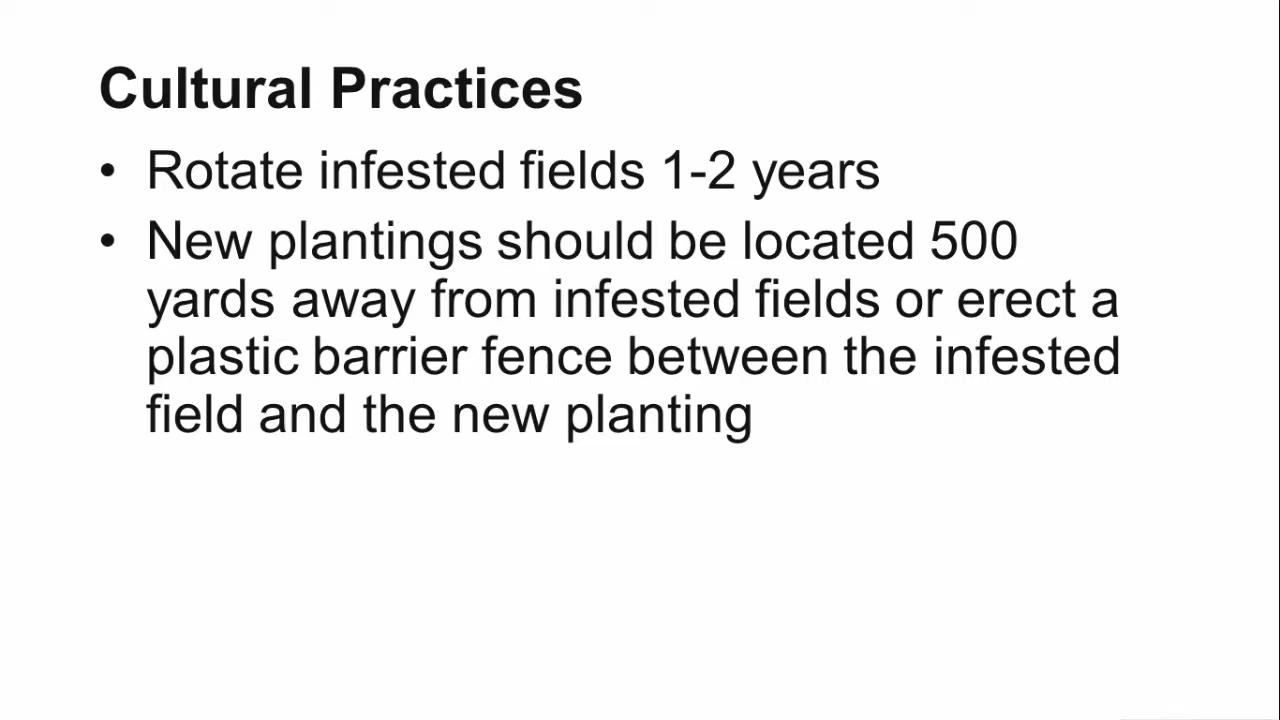 Cultural Practices
• Rotate infested fields 1-2 years
• New plantings should be located 500
yards away from infested fields or erect a
plastic barrier fence between the infested
field and the new planting